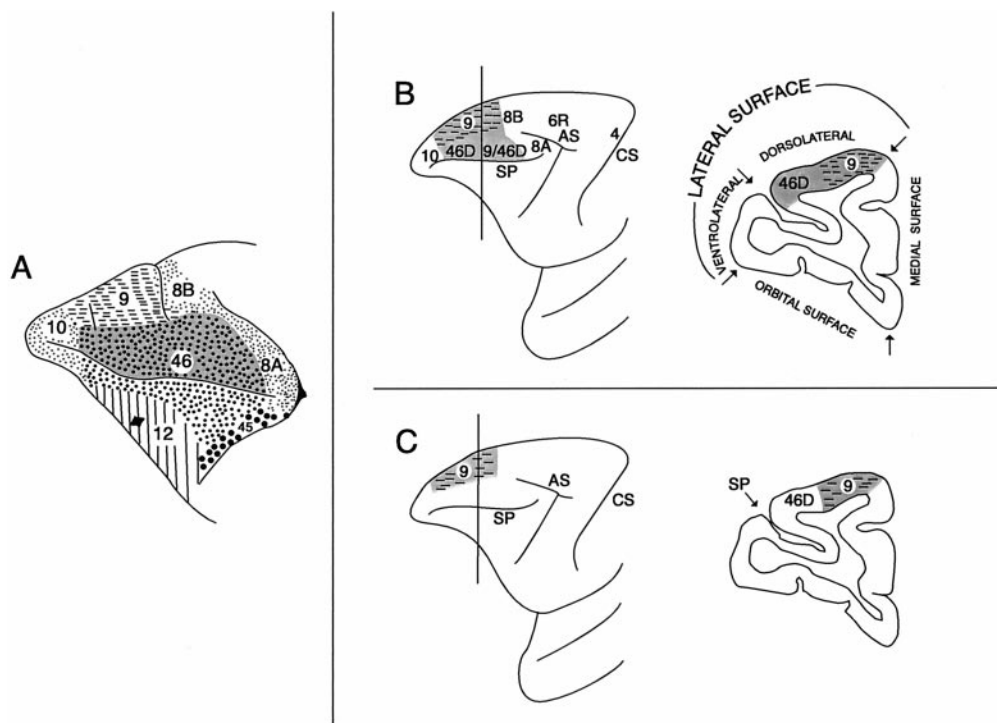 A
9
8B
10
46
8A
12
45
B
9
8B
6R
AS
4
CS
10
46D
9/46D
8A
SP
LATERAL SURFACE
DORSOLATERAL
VENTROLATERAL
9
46D
MEDIAL SURFACE
ORBITAL SURFACE
C
9
AS
CS
SP
SP
46D
9